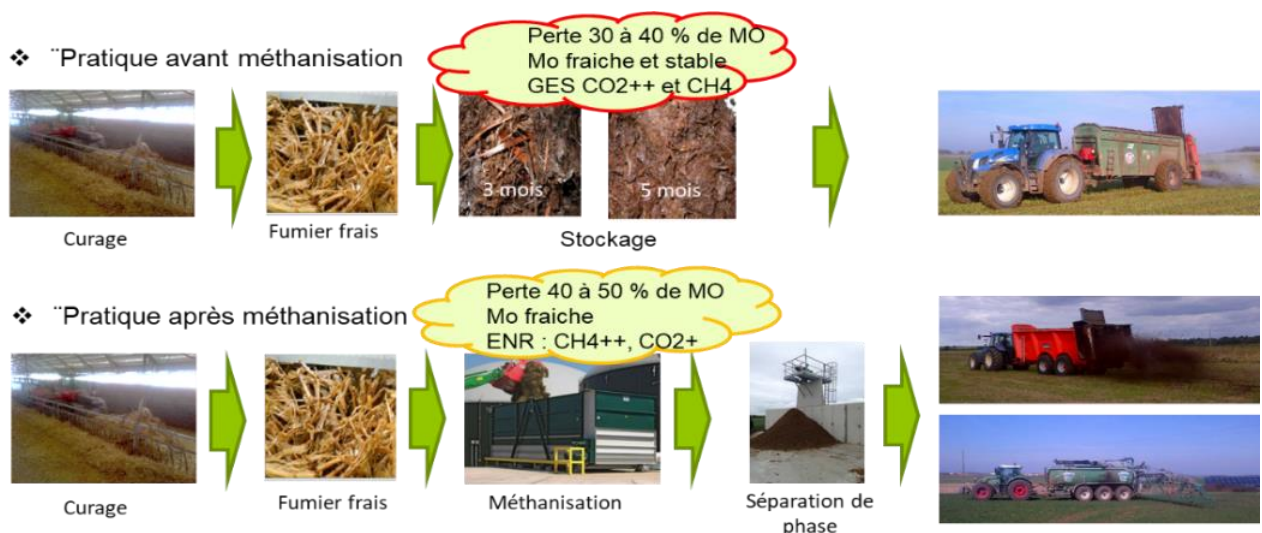 Perte 30 à 40 % de MO
❖ ¨Pratique avant méthanisation
Mo fraiche et stable
GES CO2++ et CH4
3 mois
5 mois
Curage
Fumier frais
Stockage
Perte 40 à 50 % de MO
❖ ¨Pratique après méthanisation
Mo fraiche
ENR : CH4++, CO2+
Curage
Fumier frais
Méthanisation
Séparation de
phase